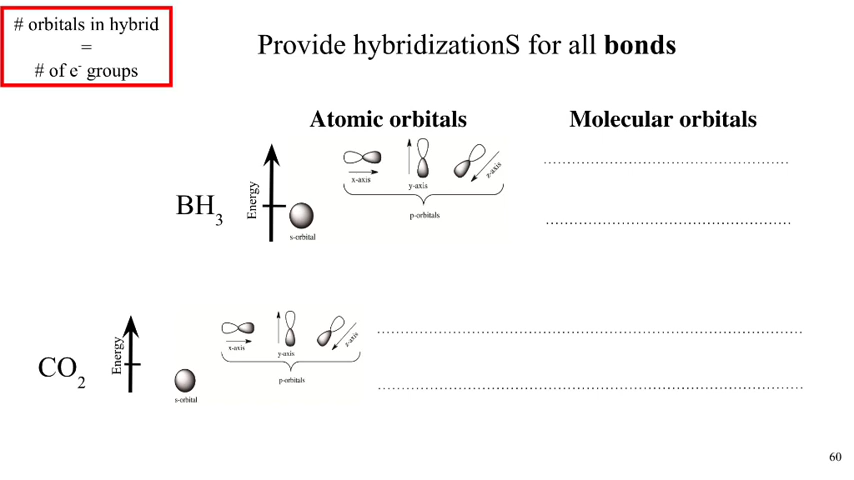 # orbitals in hybrid
=
# of e- groups
Provide hybridizationS for all bonds
Atomic orbitals
Molecular orbitals
BH3
Energy
s-orbital
x-axis
y-axis
z-axis
p-orbitals
CO2
Energy
s-orbital
x-axis
y-axis
z-axis
p-orbitals
60